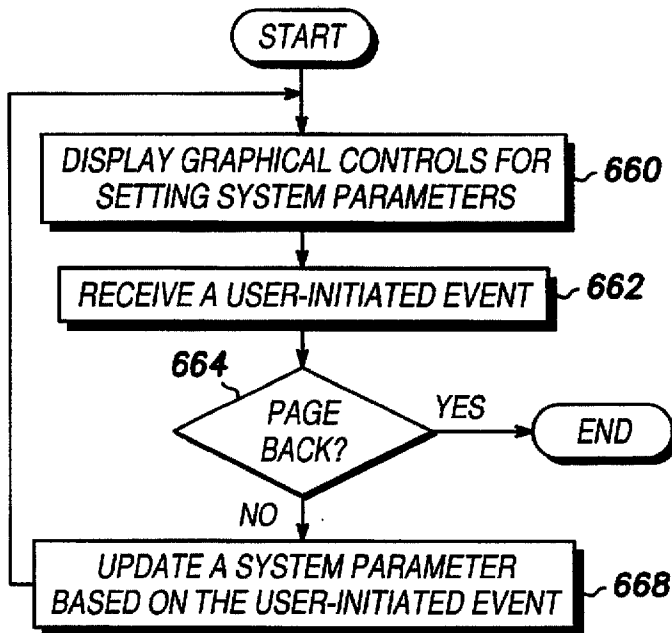 START
DISPLAY GRAPHICAL CONTROLS FOR
SETTING SYSTEM PARAMETERS
660
RECEIVE A USER-INITIATED EVENT
662
664
PAGE
BACK?
YES
END
NO
UPDATE A SYSTEM PARAMETER
BASED ON THE USER-INITIATED EVENT
668